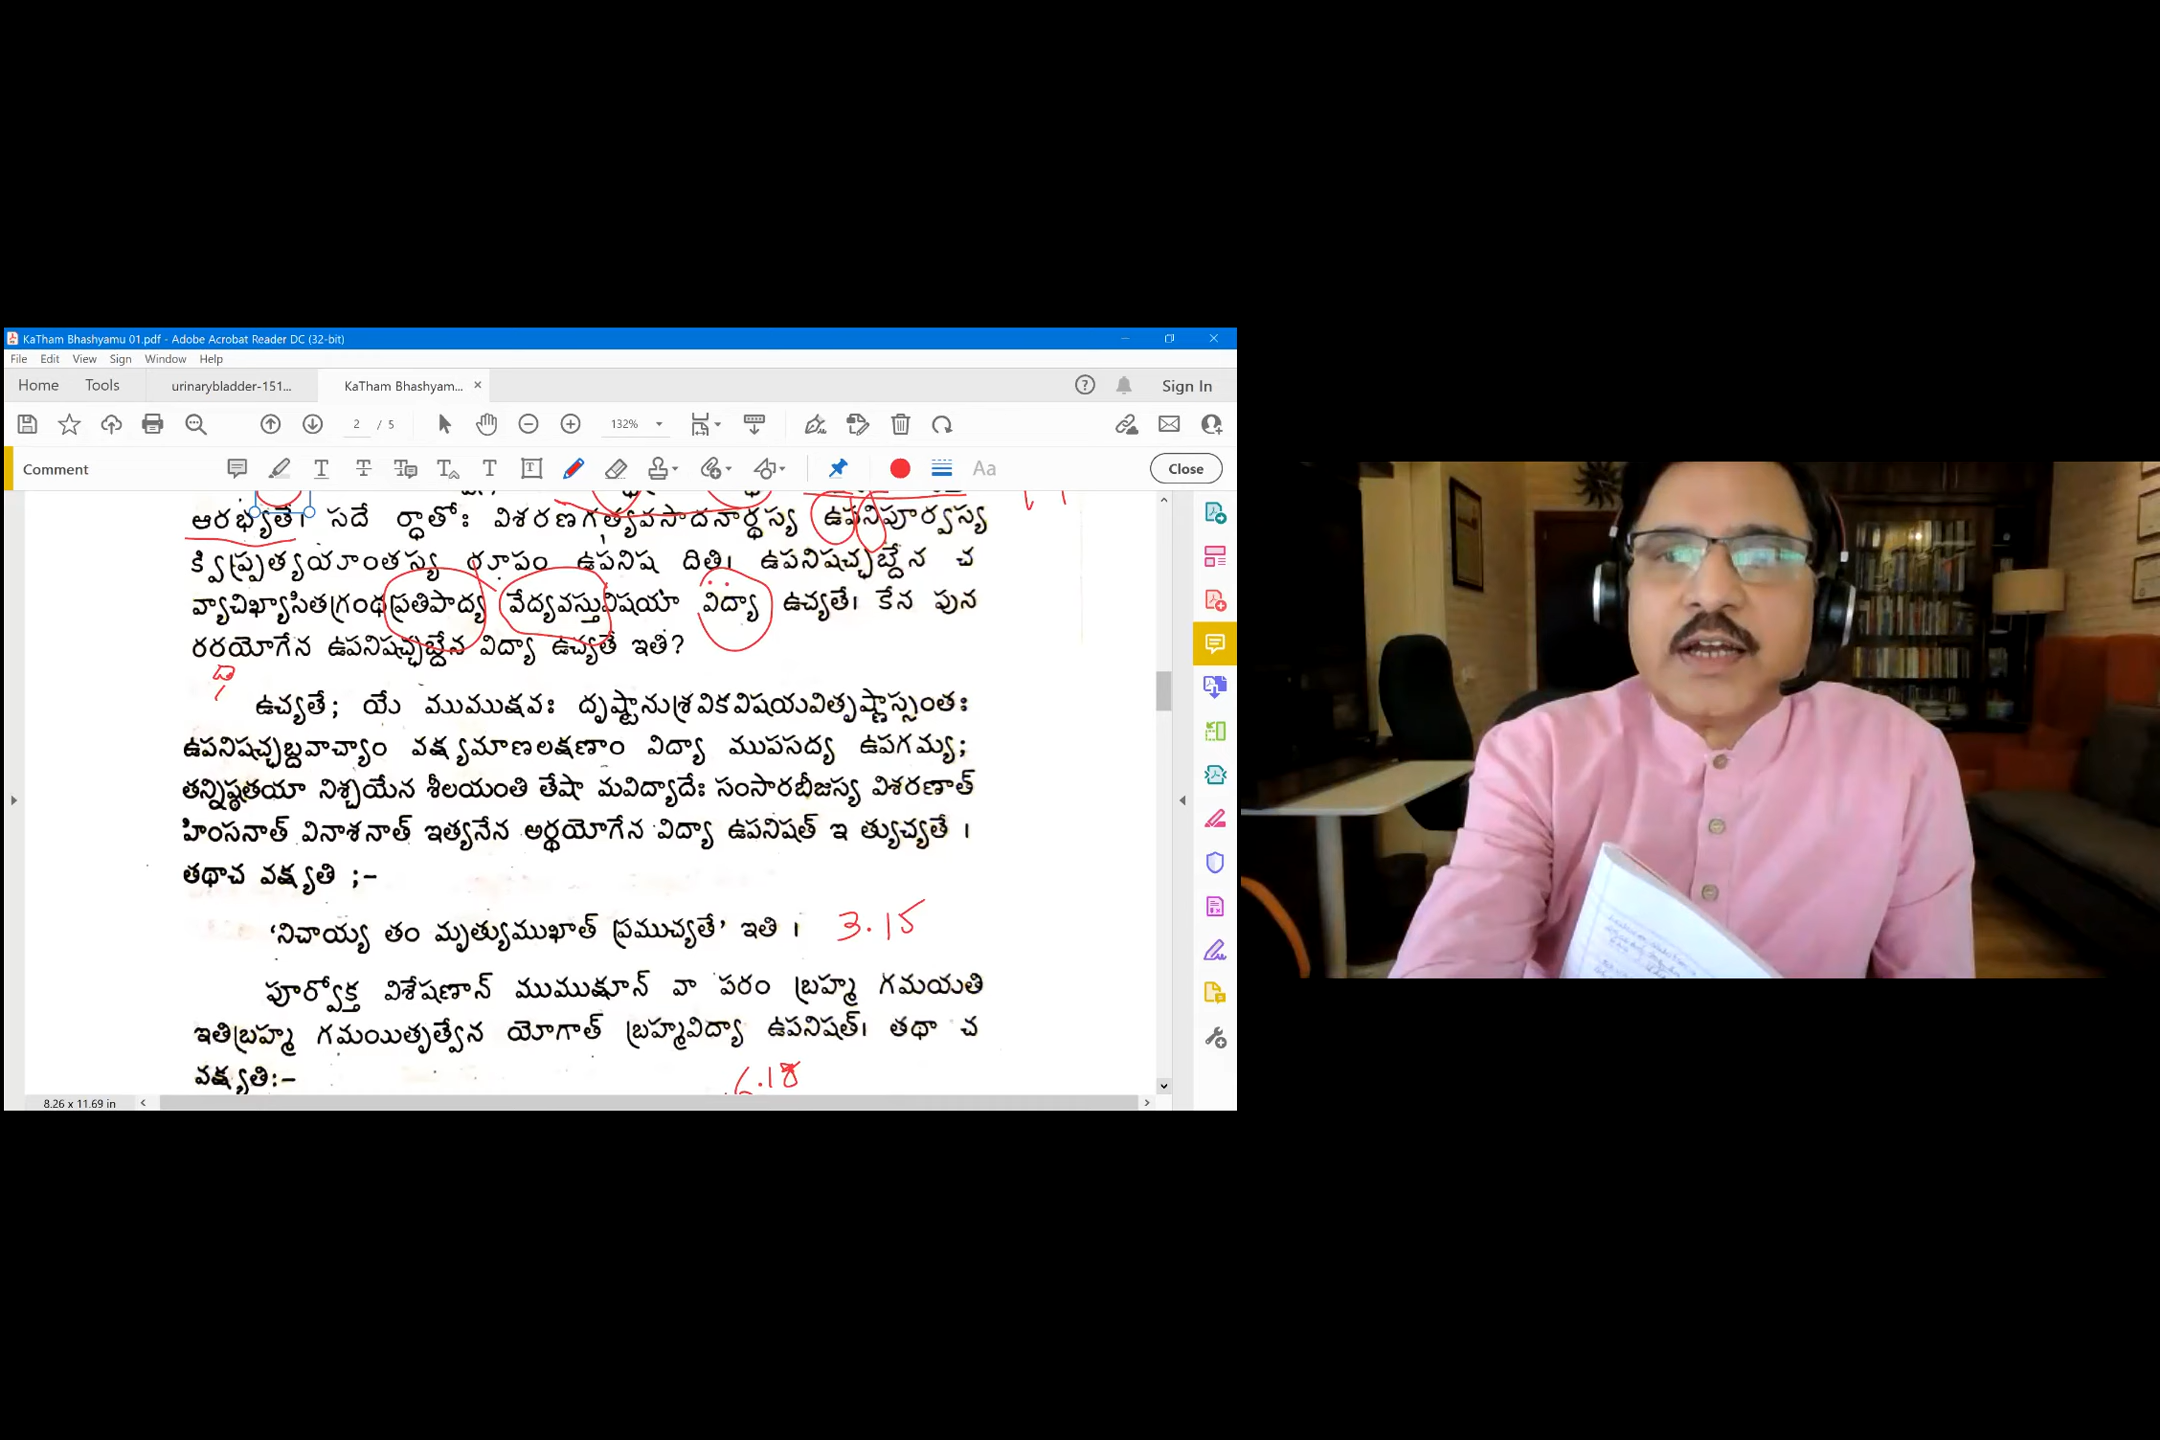 KaTham Bhashyamu 01.pdf - Adobe Acrobat Reader DC (32-bit)
File Edit View Sign Window Help
Home Tools urinarybladder-151... KaTham Bhashyam... × Sign In
2 / 5 132%
Comment Aa Close
ఆరభ్యతే। సదే ర్ధాతోః విశరణగత్యవసాదనార్థస్య ఉపనిపూర్వస్య
క్విప్ప్రత్యయాంతస్య రూపం ఉపనిష దితి। ఉపనిషచ్ఛబ్దేన చ
వ్యాచిఖ్యాసితగ్రంథప్రతిపాద్య వేద్యవస్తువిషయా విద్యా ఉచ్యతే। కేన పున
రరయోగేన ఉపనిషచ్ఛబ్దేన విద్యా ఉచ్యతే ఇతి?
ఉచ్యతే; యే ముముక్షవః దృష్టానుశ్రవికవిషయవితృష్ణాస్సంతః
ఉపనిషచ్ఛబ్దవాచ్యాం వక్ష్యమాణలక్షణాం విద్యా ముపసద్య ఉపగమ్య;
తన్నిష్ఠతయా నిశ్చయేన శీలయంతి తేషా మవిద్యాదేః సంసారబీజస్య విశరణాత్
హింసనాత్ వినాశనాత్ ఇత్యనేన అర్థయోగేన విద్యా ఉపనిషత్ ఇ త్యుచ్యతే ।
తథాచ వక్ష్యతి ;-
'నిచాయ్య తం మృత్యుముఖాత్ ప్రముచ్యతే' ఇతి । 3.15
పూర్వోక్త విశేషణాన్ ముముక్షూన్ వా పరం బ్రహ్మ గమయతి
ఇతిబ్రహ్మ గమయితృత్వేన యోగాత్ బ్రహ్మవిద్యా ఉపనిషత్। తథా చ
వక్ష్యతి:- 6.18
8.26 x 11.69 in